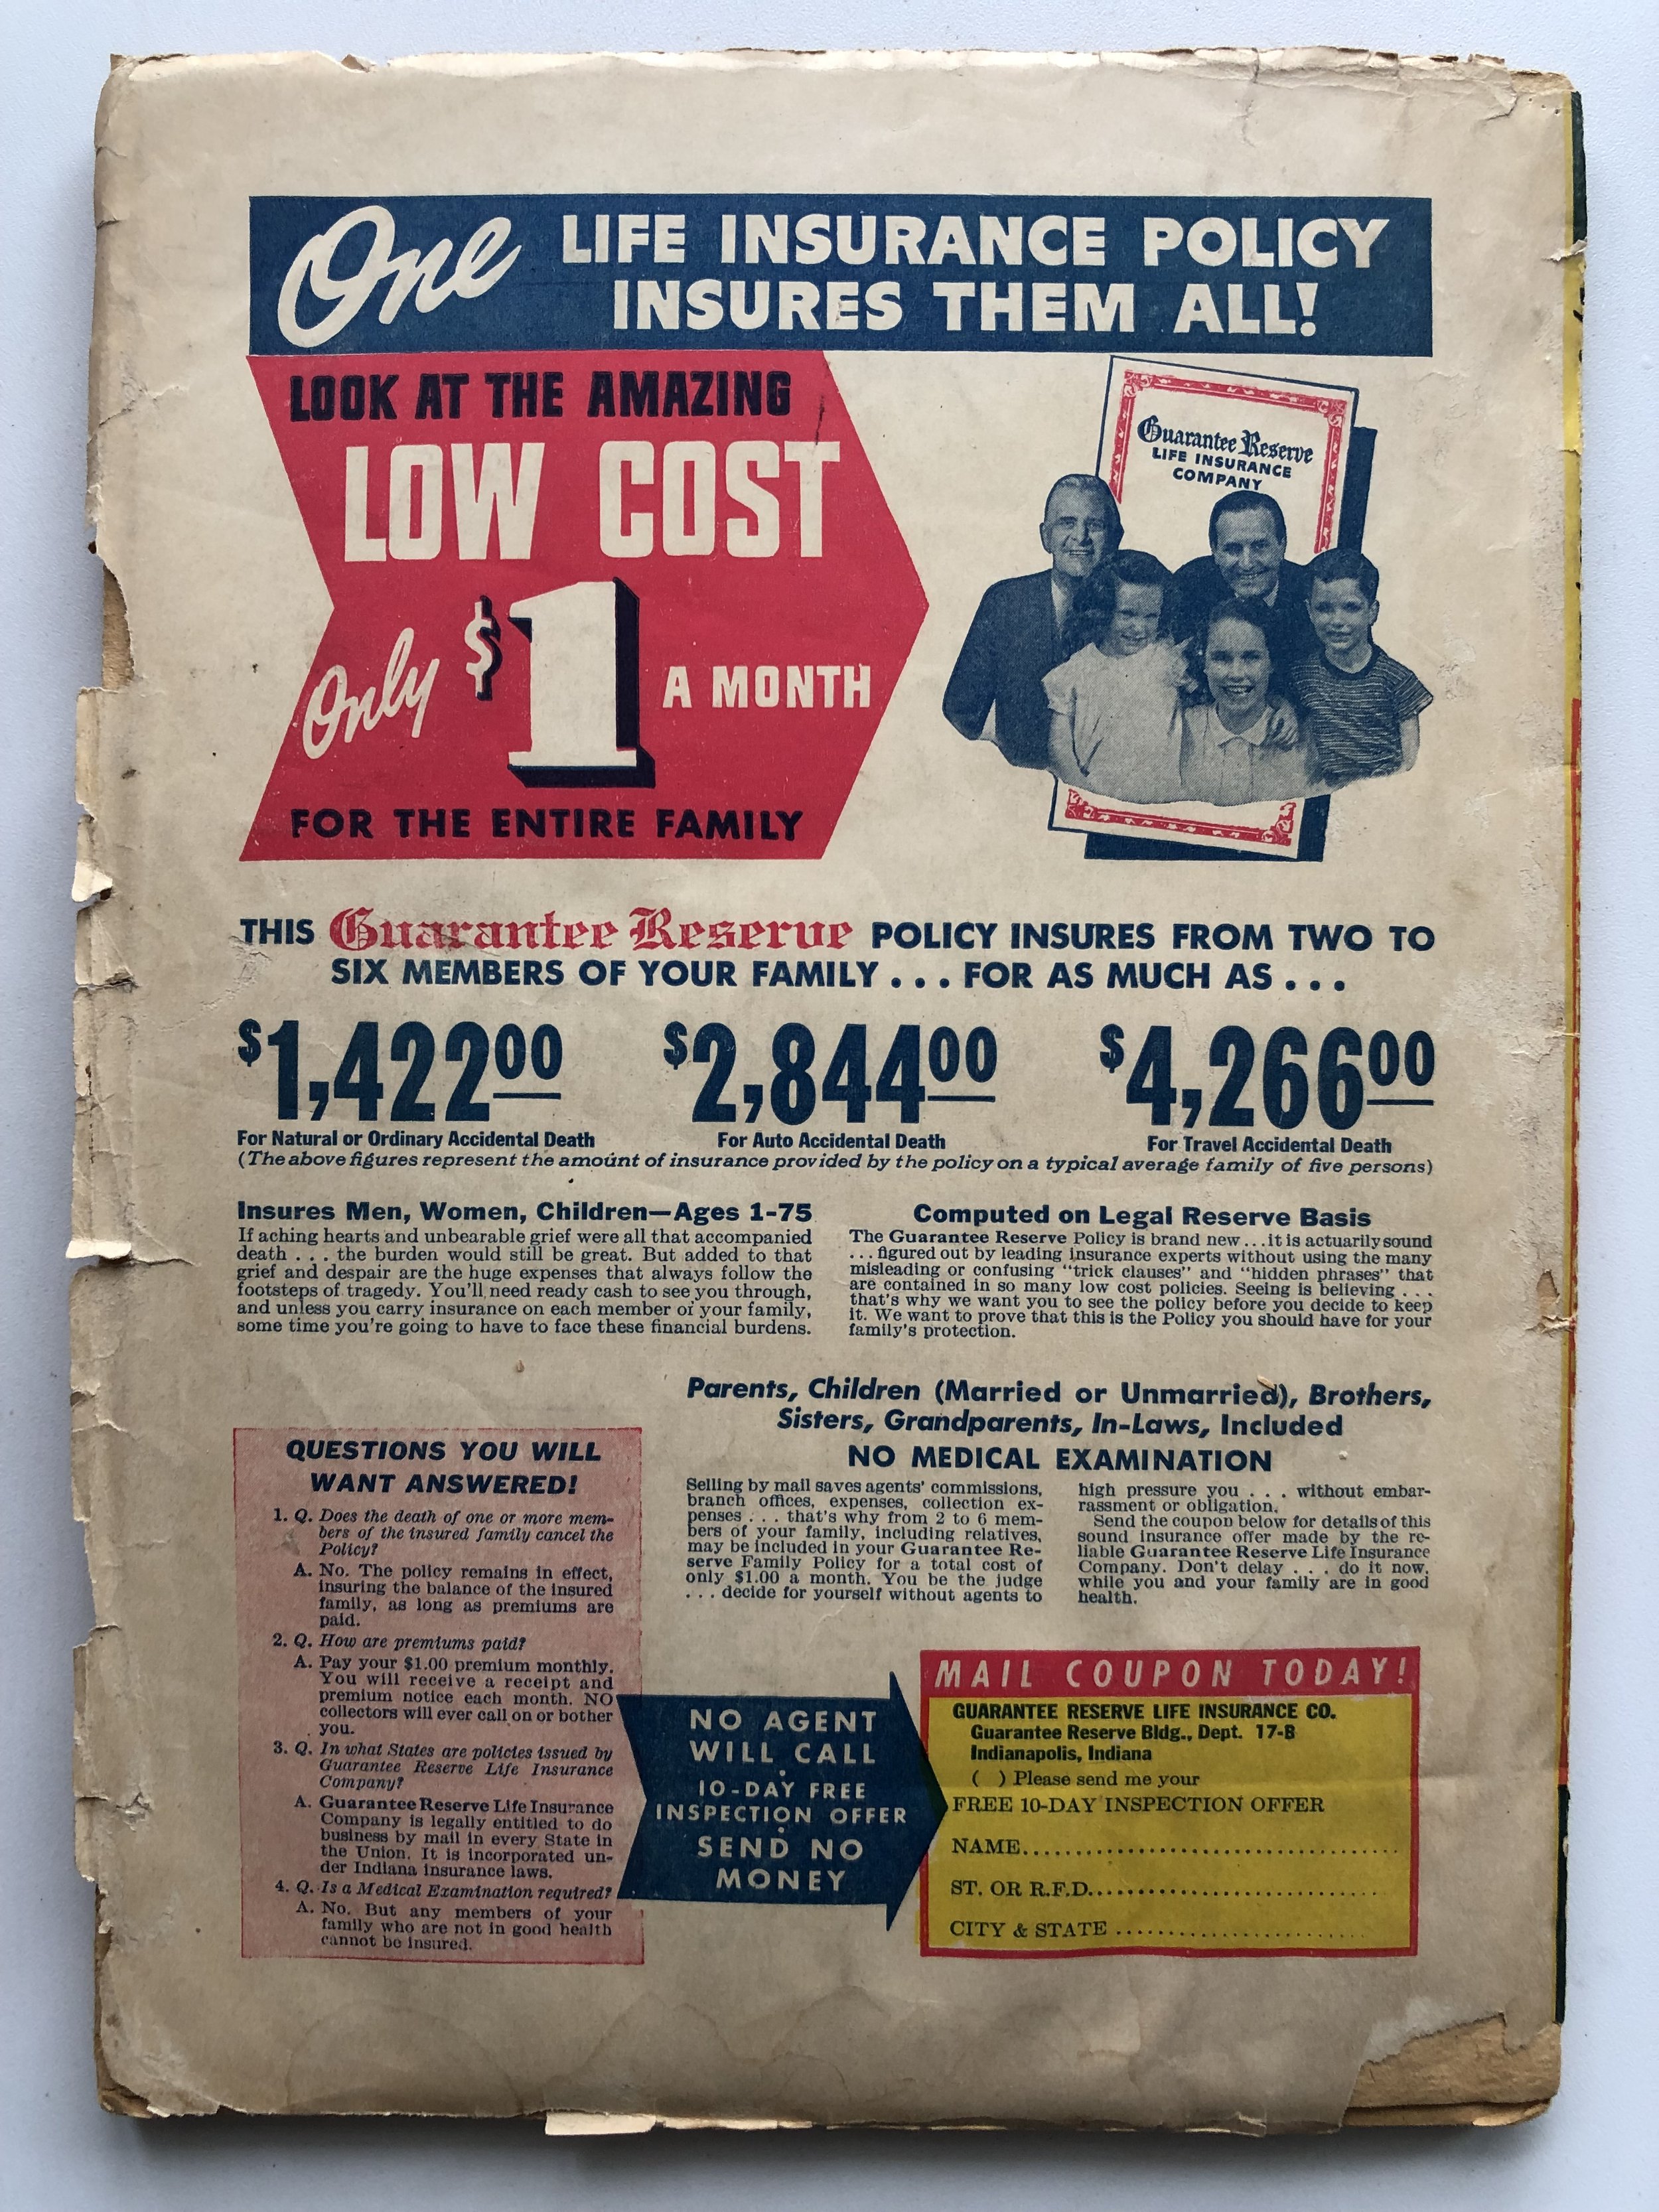 One LIFE INSURANCE POLICY
INSURES THEM ALL!
LOOK AT THE AMAZING
LOW COST
Only $1 A MONTH
FOR THE ENTIRE FAMILY
Guarantee Reserve
LIFE INSURANCE
COMPANY
THIS Guarantee Reserve POLICY INSURES FROM TWO TO
SIX MEMBERS OF YOUR FAMILY . . . FOR AS MUCH AS . . .
$1,42200
For Natural or Ordinary Accidental Death
$2,84400
For Auto Accidental Death
$4,26600
For Travel Accidental Death
(The above figures represent the amount of insurance provided by the policy on a typical average family of five persons)
Insures Men, Women, Children—Ages 1-75
If aching hearts and unbearable grief were all that accompanied
death . . . the burden would still be great. But added to that
grief and despair are the huge expenses that always follow the
footsteps of tragedy. You'll need ready cash to see you through,
and unless you carry insurance on each member of your family,
some time you're going to have to face these financial burdens.
Computed on Legal Reserve Basis
The Guarantee Reserve Policy is brand new . . . it is actuarily sound
. . . figured out by leading insurance experts without using the many
misleading or confusing "trick clauses" and "hidden phrases" that
are contained in so many low cost policies. Seeing is believing . . .
that's why we want you to see the policy before you decide to keep
it. We want to prove that this is the Policy you should have for your
family's protection.
Parents, Children (Married or Unmarried), Brothers,
Sisters, Grandparents, In-Laws, Included
NO MEDICAL EXAMINATION
Selling by mail saves agents' commissions,
branch offices, expenses, collection ex-
penses . . . that's why from 2 to 6 mem-
bers of your family, including relatives,
may be included in your Guarantee Re-
serve Family Policy for a total cost of
only $1.00 a month. You be the judge
. . . decide for yourself without agents to
high pressure you . . . without embar-
rassment or obligation.
Send the coupon below for details of this
sound insurance offer made by the re-
liable Guarantee Reserve Life Insurance
Company. Don't delay . . . do it now,
while you and your family are in good
health.
QUESTIONS YOU WILL
WANT ANSWERED!
1. Q. Does the death of one or more mem-
bers of the insured family cancel the
Policy?
A. No. The policy remains in effect,
insuring the balance of the insured
family, as long as premiums are
paid.
2. Q. How are premiums paid?
A. Pay your $1.00 premium monthly.
You will receive a receipt and
premium notice each month. NO
collectors will ever call on or bother
you.
3. Q. In what States are policies issued by
Guarantee Reserve Life Insurance
Company?
A. Guarantee Reserve Life Insurance
Company is legally entitled to do
business by mail in every State in
the Union. It is incorporated un-
der Indiana insurance laws.
4. Q. Is a Medical Examination required?
A. No. But any members of your
family who are not in good health
cannot be insured.
NO AGENT
WILL CALL
•
10-DAY FREE
INSPECTION OFFER
•
SEND NO
MONEY
MAIL COUPON TODAY!
GUARANTEE RESERVE LIFE INSURANCE CO.
Guarantee Reserve Bldg., Dept. 17-B
Indianapolis, Indiana
( ) Please send me your
FREE 10-DAY INSPECTION OFFER
NAME..........................................
ST. OR R.F.D..................................
CITY & STATE ..............................